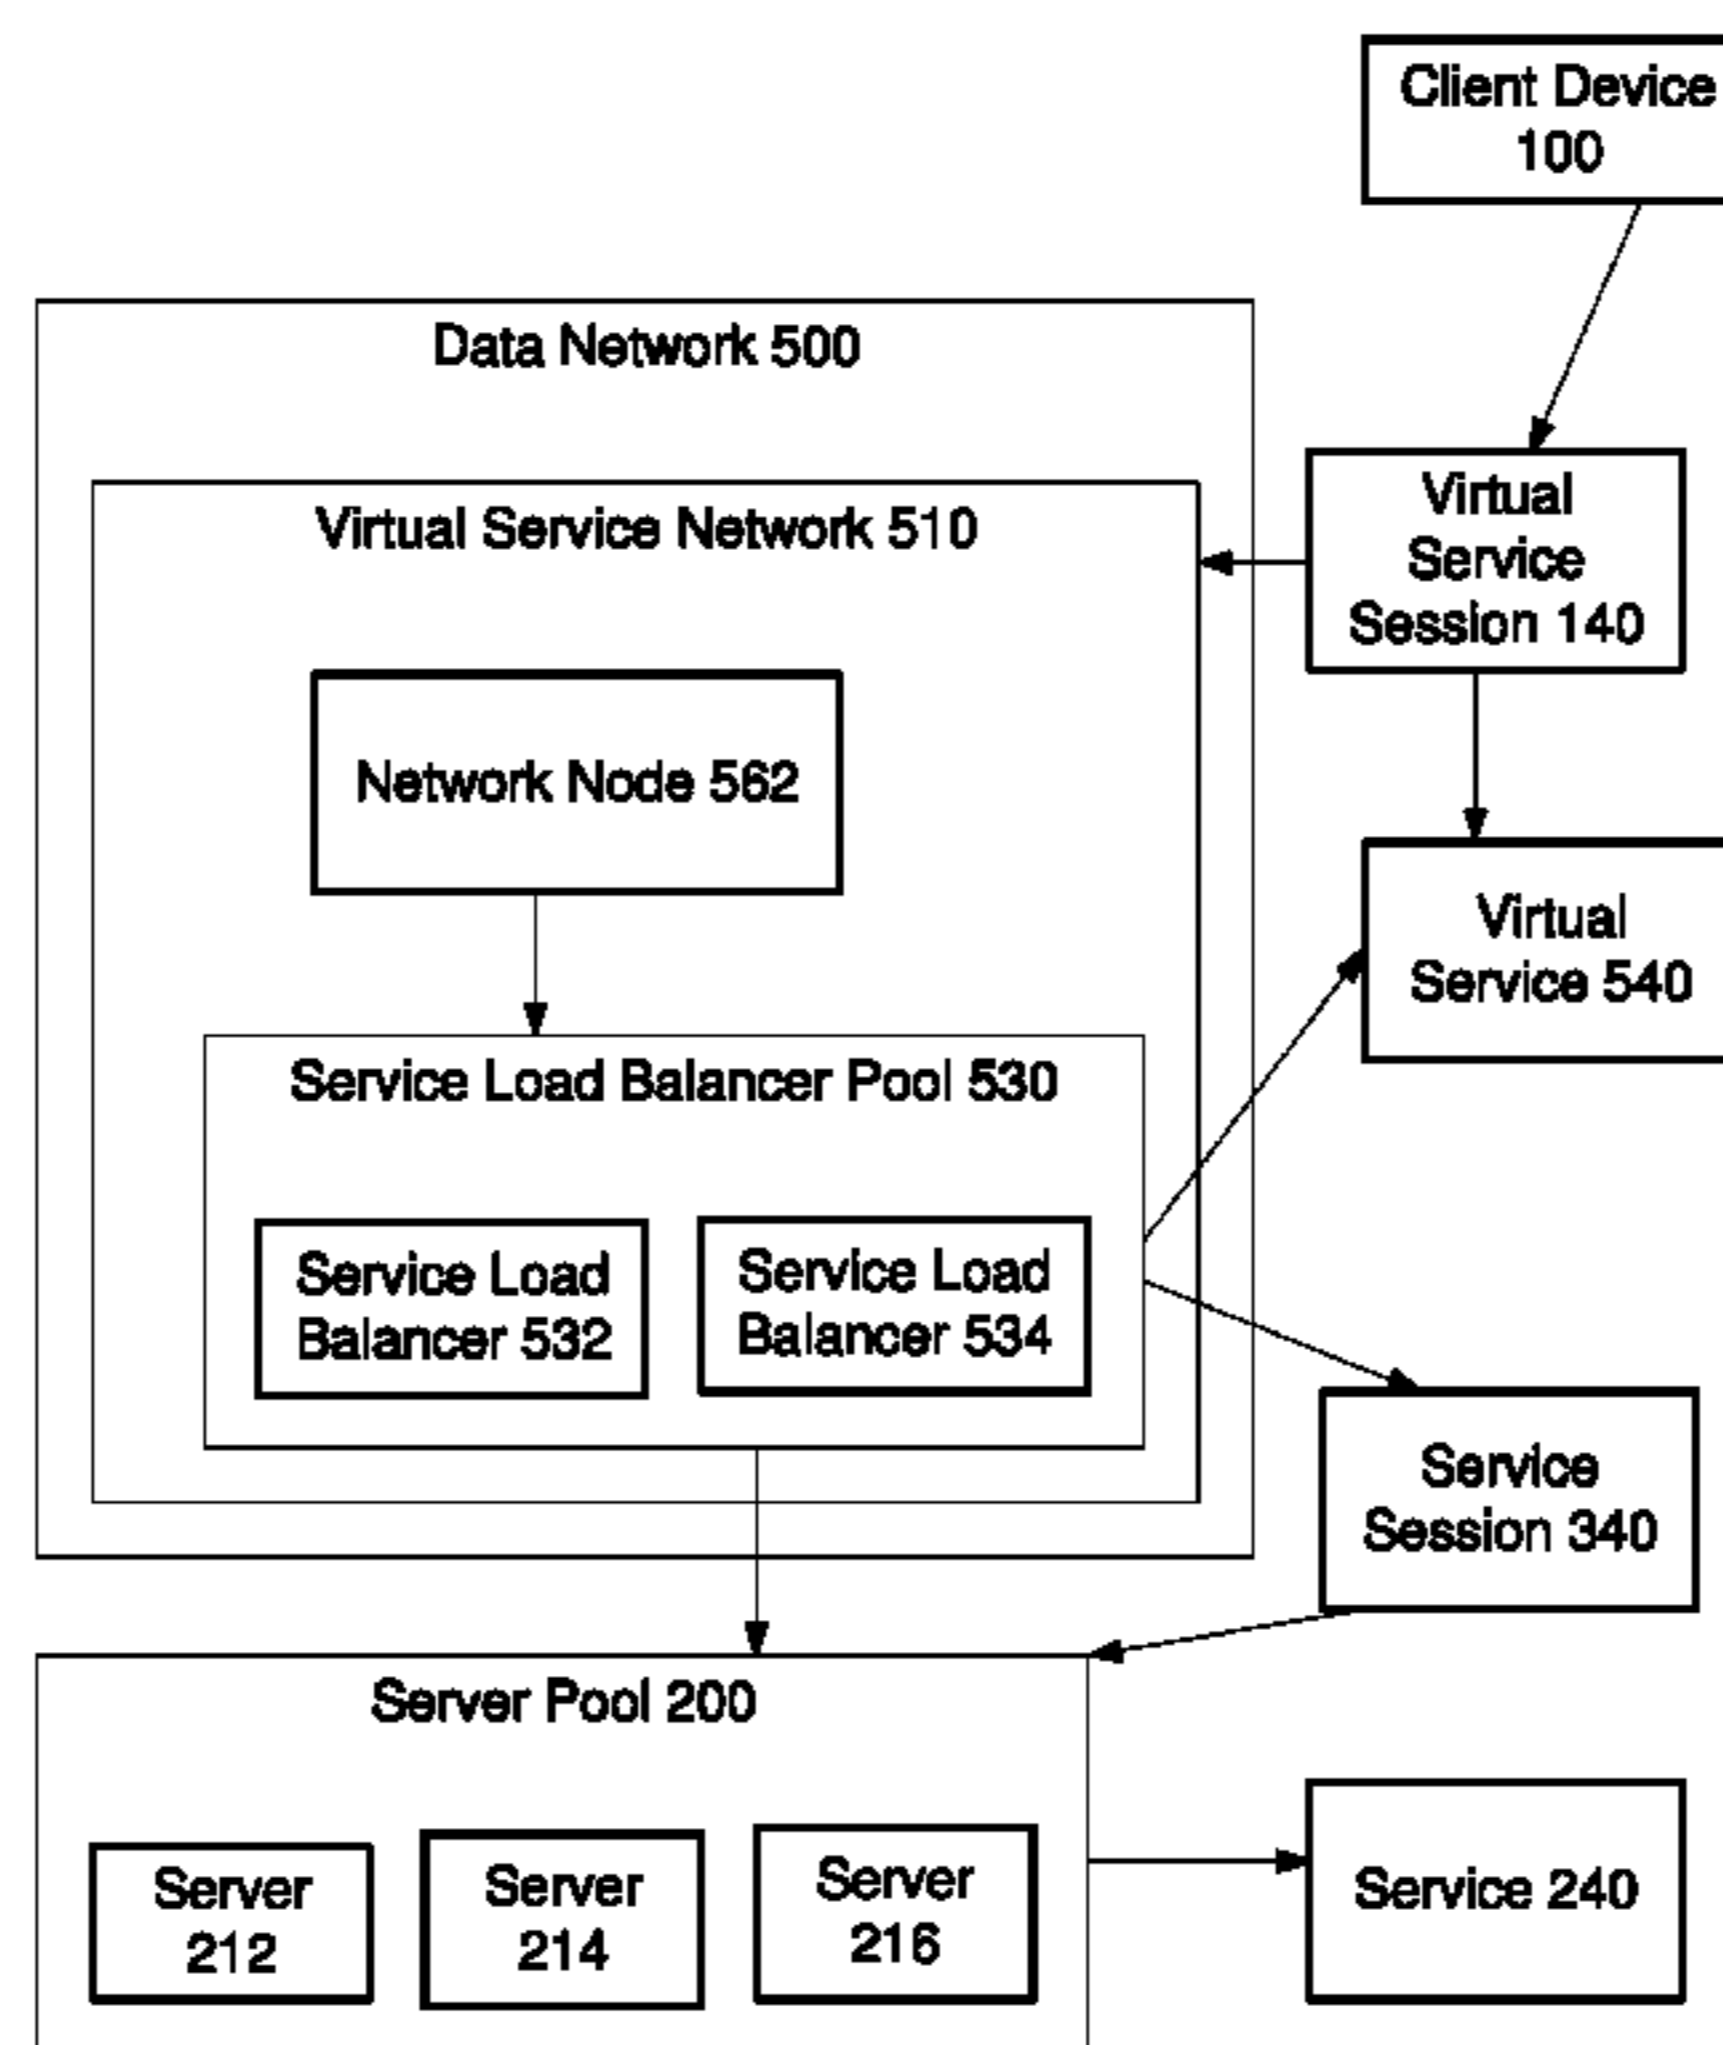 Client Device
100
Data Network 500
Virtual Service Network 510
Virtual
Service
Session 140
Network Node 562
Virtual
Service 540
Service Load Balancer Pool 530
Service Load
Balancer 532
Service Load
Balancer 534
Service
Session 340
Server Pool 200
Server
212
Server
214
Server
216
Service 240